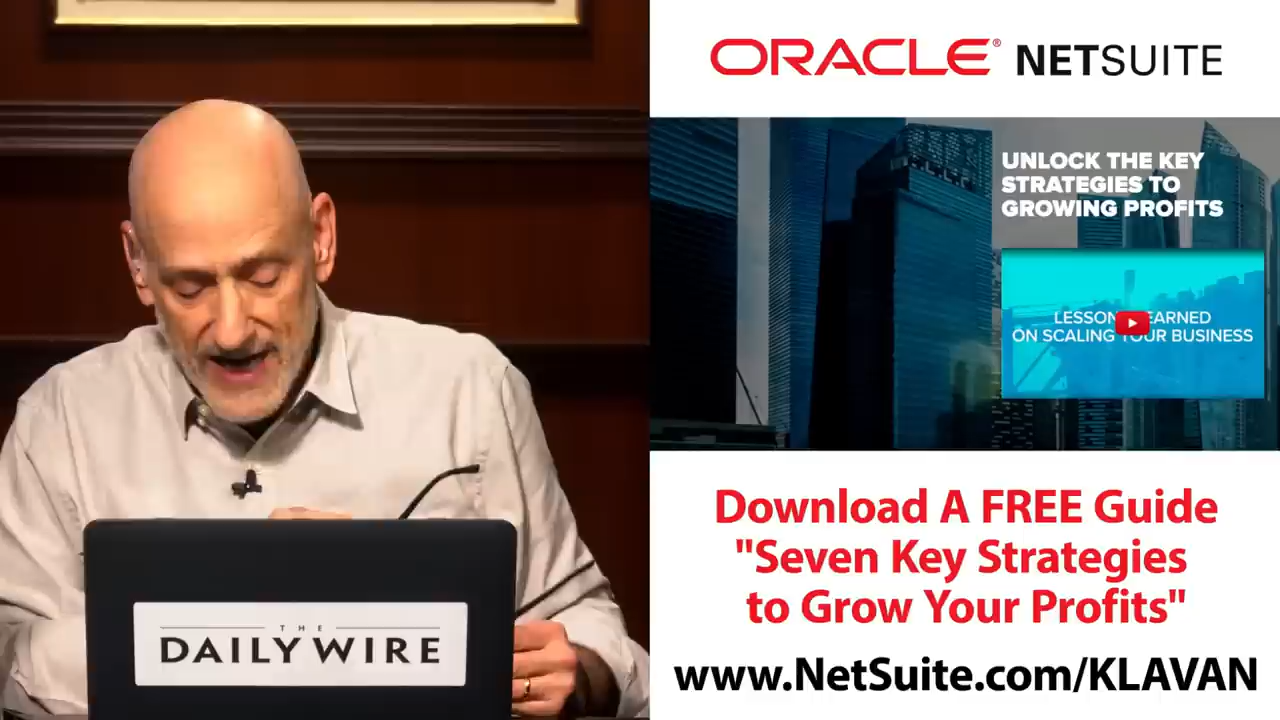 THE
DAILY WIRE
ORACLE® NETSUITE
UNLOCK THE KEY
STRATEGIES TO
GROWING PROFITS
ON SCALING YOUR BUSINESS
Download A FREE Guide
"Seven Key Strategies
to Grow Your Profits"
www.NetSuite.com/KLAVAN